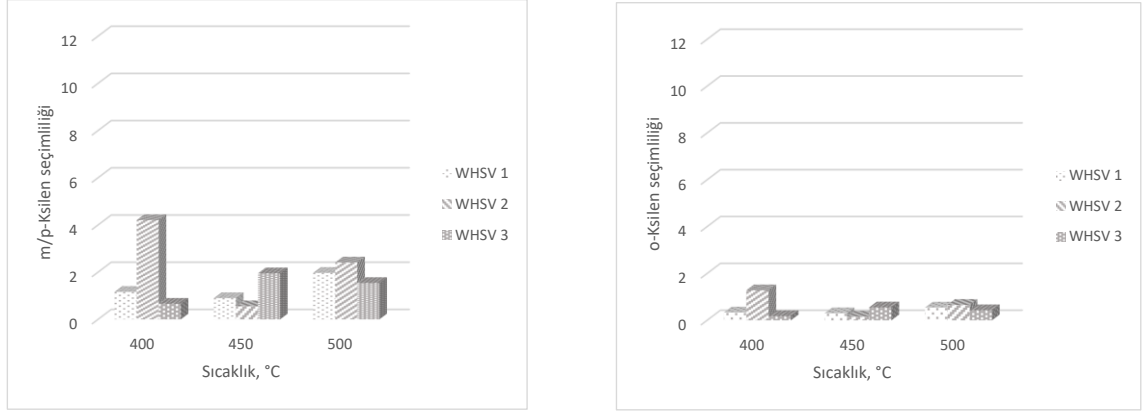 m/p-Ksilen seçimliliği
12
10
8
6
4
2
0
400
450
500
Sıcaklık, °C
WHSV 1
WHSV 2
WHSV 3
o-Ksilen seçimliliği
12
10
8
6
4
2
0
400
450
500
Sıcaklık, °C
WHSV 1
WHSV 2
WHSV 3